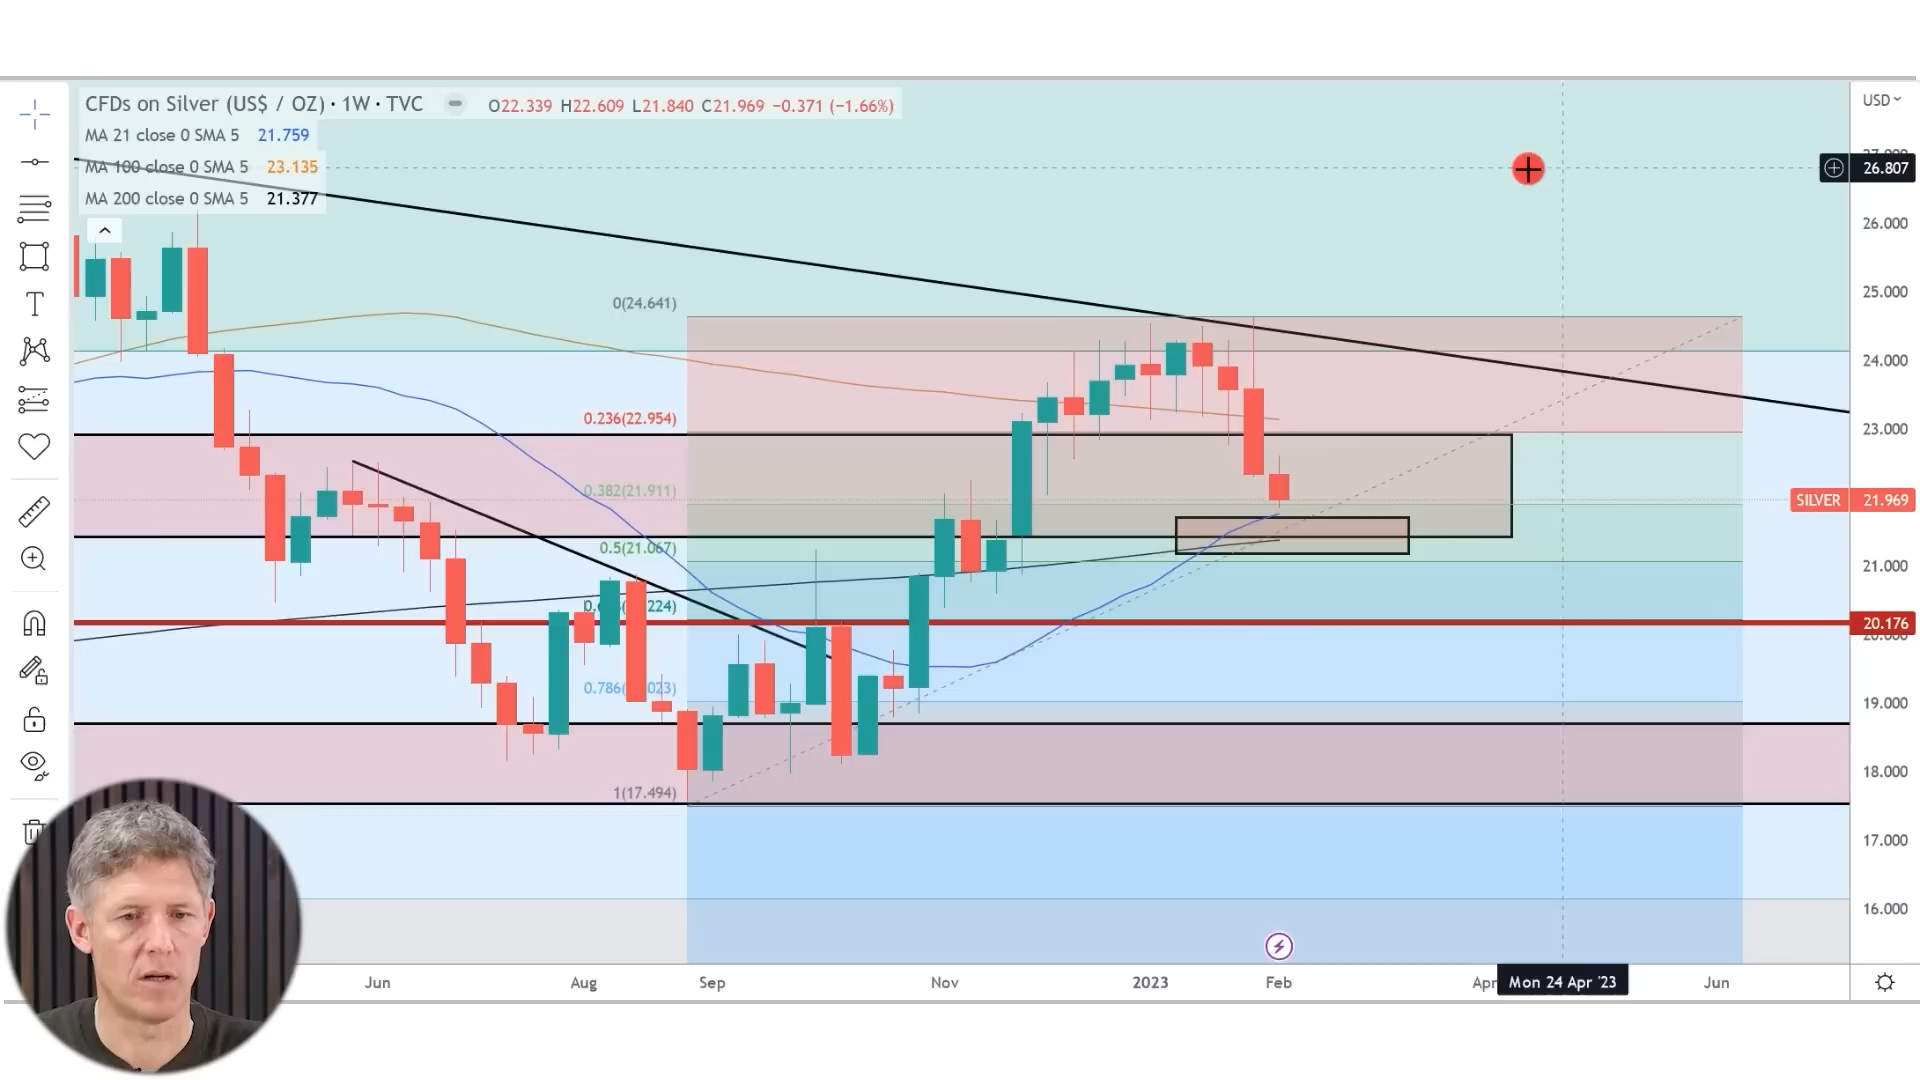 CFDs on Silver (US$ / OZ) · 1W · TVC O22.339 H22.609 L21.840 C21.969 −0.371 (−1.66%)
USD
MA 21 close 0 SMA 5 21.759
MA 100 close 0 SMA 5 23.135
26.807
MA 200 close 0 SMA 5 21.377
26.000
25.000
0(24.641)
24.000
0.236(22.954)
23.000
0.382(21.911)
SILVER 21.969
0.5(21.067)
21.000
224)
20.176
0.786( 023)
19.000
18.000
1(17.494)
17.000
16.000
Jun Aug Sep Nov 2023 Feb Apr Mon 24 Apr '23 Jun